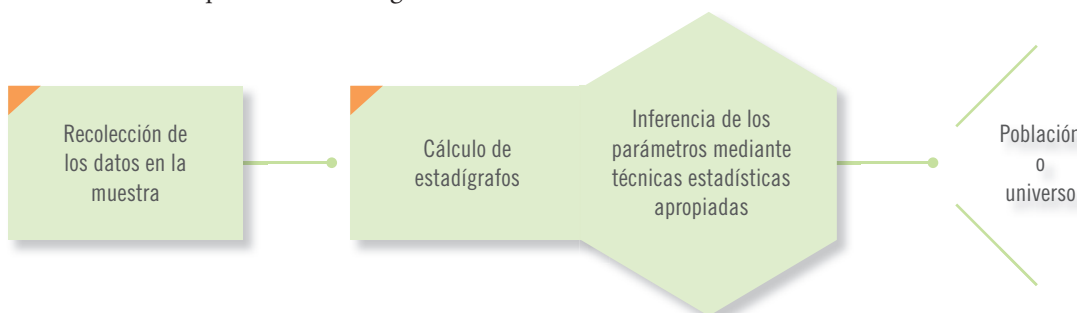 Recolección de
los datos en la
muestra
Cálculo de
estadígrafos
Inferencia de los
parámetros mediante
técnicas estadísticas
apropiadas
Población
o
universo